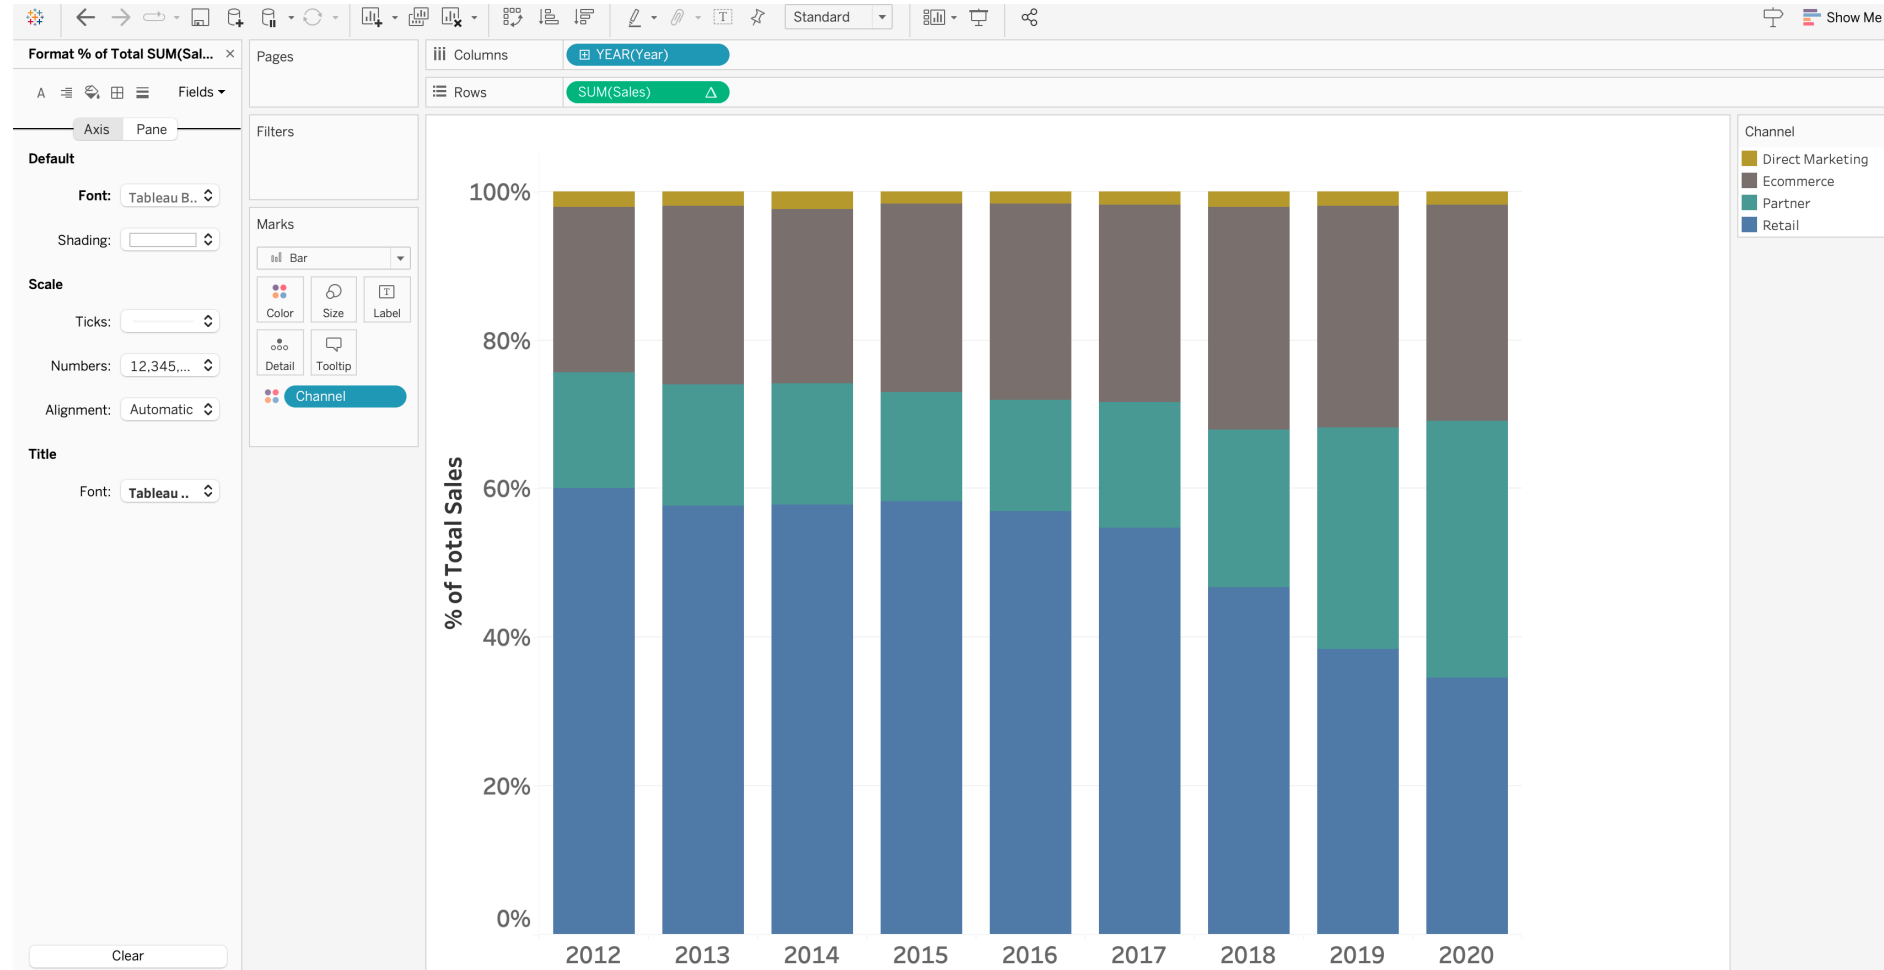 Standard
Show Me
Format % of Total SUM(Sal...
Fields
Axis Pane
Default
Font: Tableau B..
Shading:
Scale
Ticks:
Numbers: 12,345,...
Alignment: Automatic
Title
Font: Tableau ..
Clear
Pages
Filters
Marks
Bar
Color Size Label
Detail Tooltip
Channel
Columns YEAR(Year)
Rows SUM(Sales)
% of Total Sales
100%
80%
60%
40%
20%
0%
2012 2013 2014 2015 2016 2017 2018 2019 2020
Channel
Direct Marketing
Ecommerce
Partner
Retail